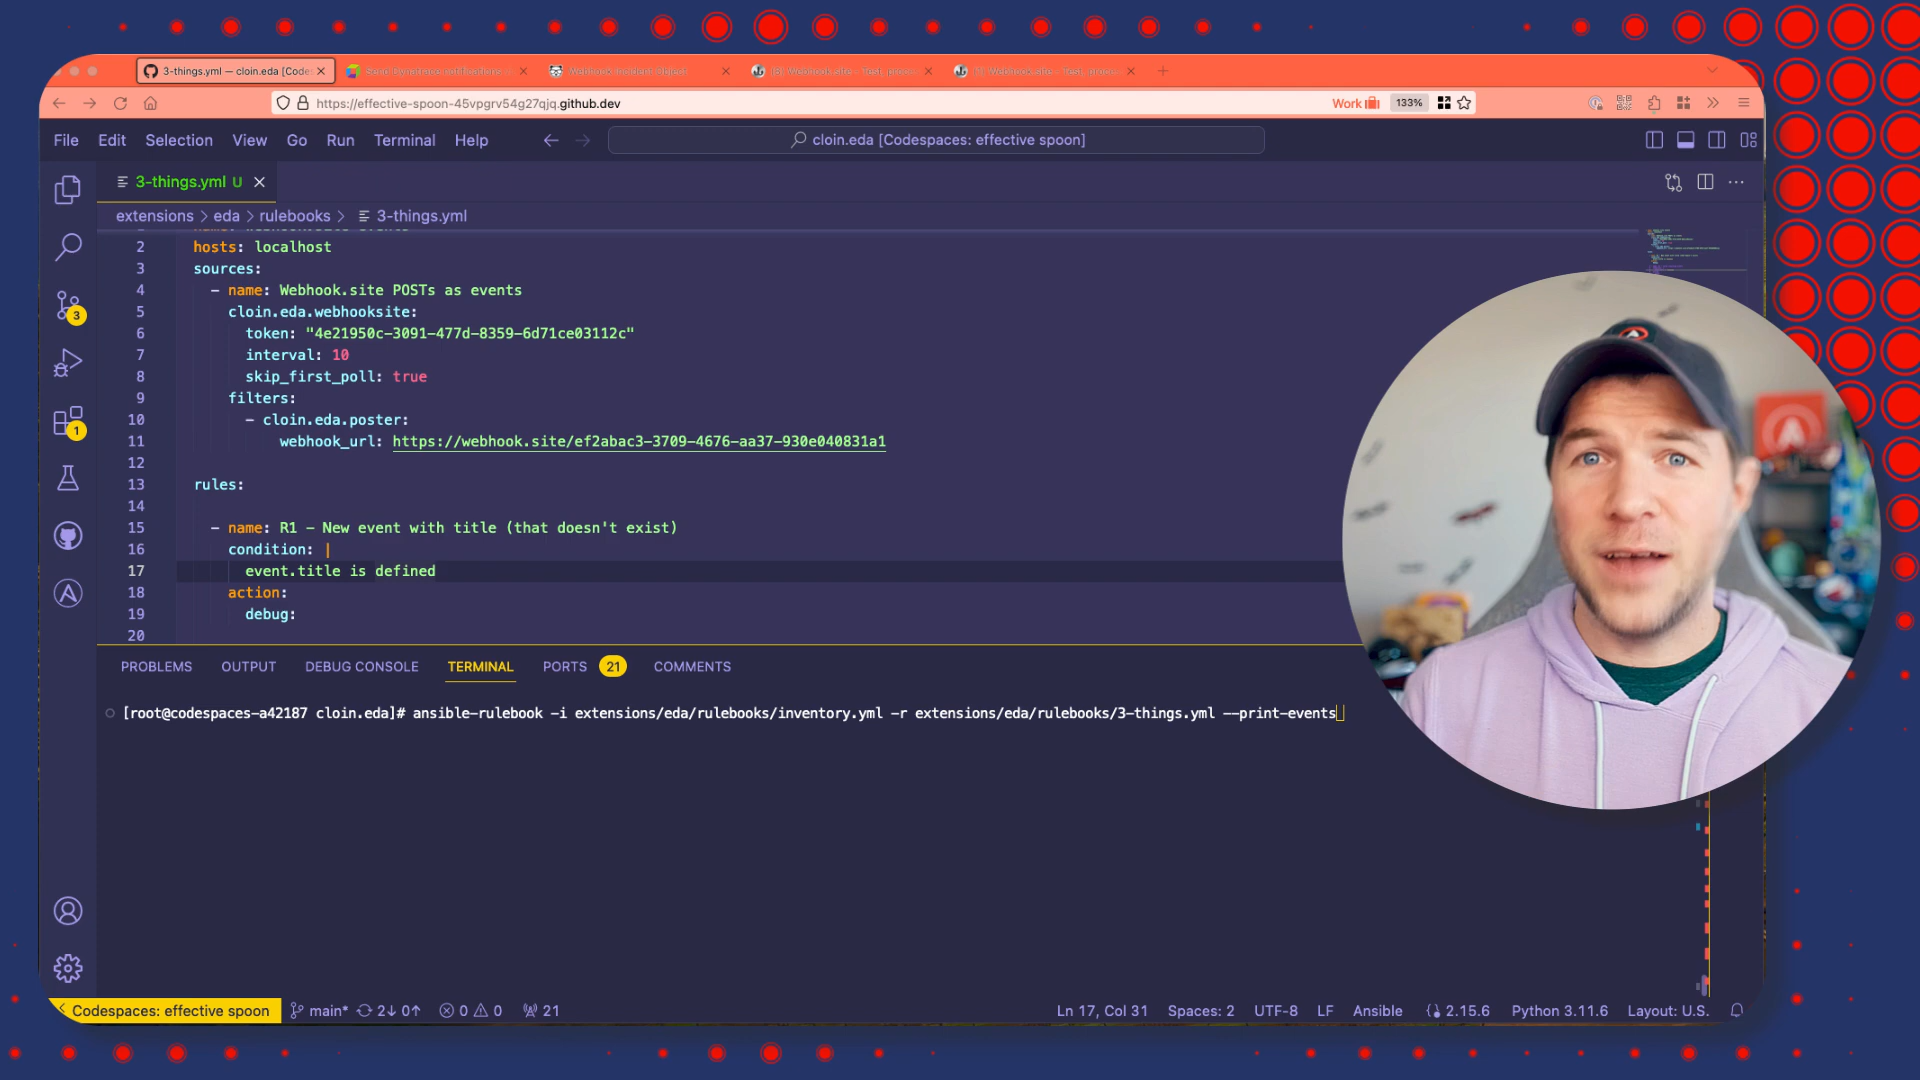 3-things.yml — cloin.eda [Code:
Webhook Incident Object
https://effective-spoon-45vpgrv54g27qjq.github.dev
Work
133%
File Edit Selection View Go Run Terminal Help
cloin.eda [Codespaces: effective spoon]
3-things.yml U
extensions > eda > rulebooks > 3-things.yml
2 hosts: localhost
3 sources:
4 - name: Webhook.site POSTs as events
5 cloin.eda.webhooksite:
6 token: "4e21950c-3091-477d-8359-6d71ce03112c"
7 interval: 10
8 skip_first_poll: true
9 filters:
10 - cloin.eda.poster:
11 webhook_url: https://webhook.site/ef2abac3-3709-4676-aa37-930e040831a1
12
13 rules:
14
15 - name: R1 - New event with title (that doesn't exist)
16 condition: |
17 event.title is defined
18 action:
19 debug:
20
3
1
PROBLEMS OUTPUT DEBUG CONSOLE TERMINAL PORTS 21 COMMENTS
[root@codespaces-a42187 cloin.eda]# ansible-rulebook -i extensions/eda/rulebooks/inventory.yml -r extensions/eda/rulebooks/3-things.yml --print-events
Codespaces: effective spoon main* 2↓ 0↑ 0 0 21 Ln 17, Col 31 Spaces: 2 UTF-8 LF Ansible 2.15.6 Python 3.11.6 Layout: U.S.